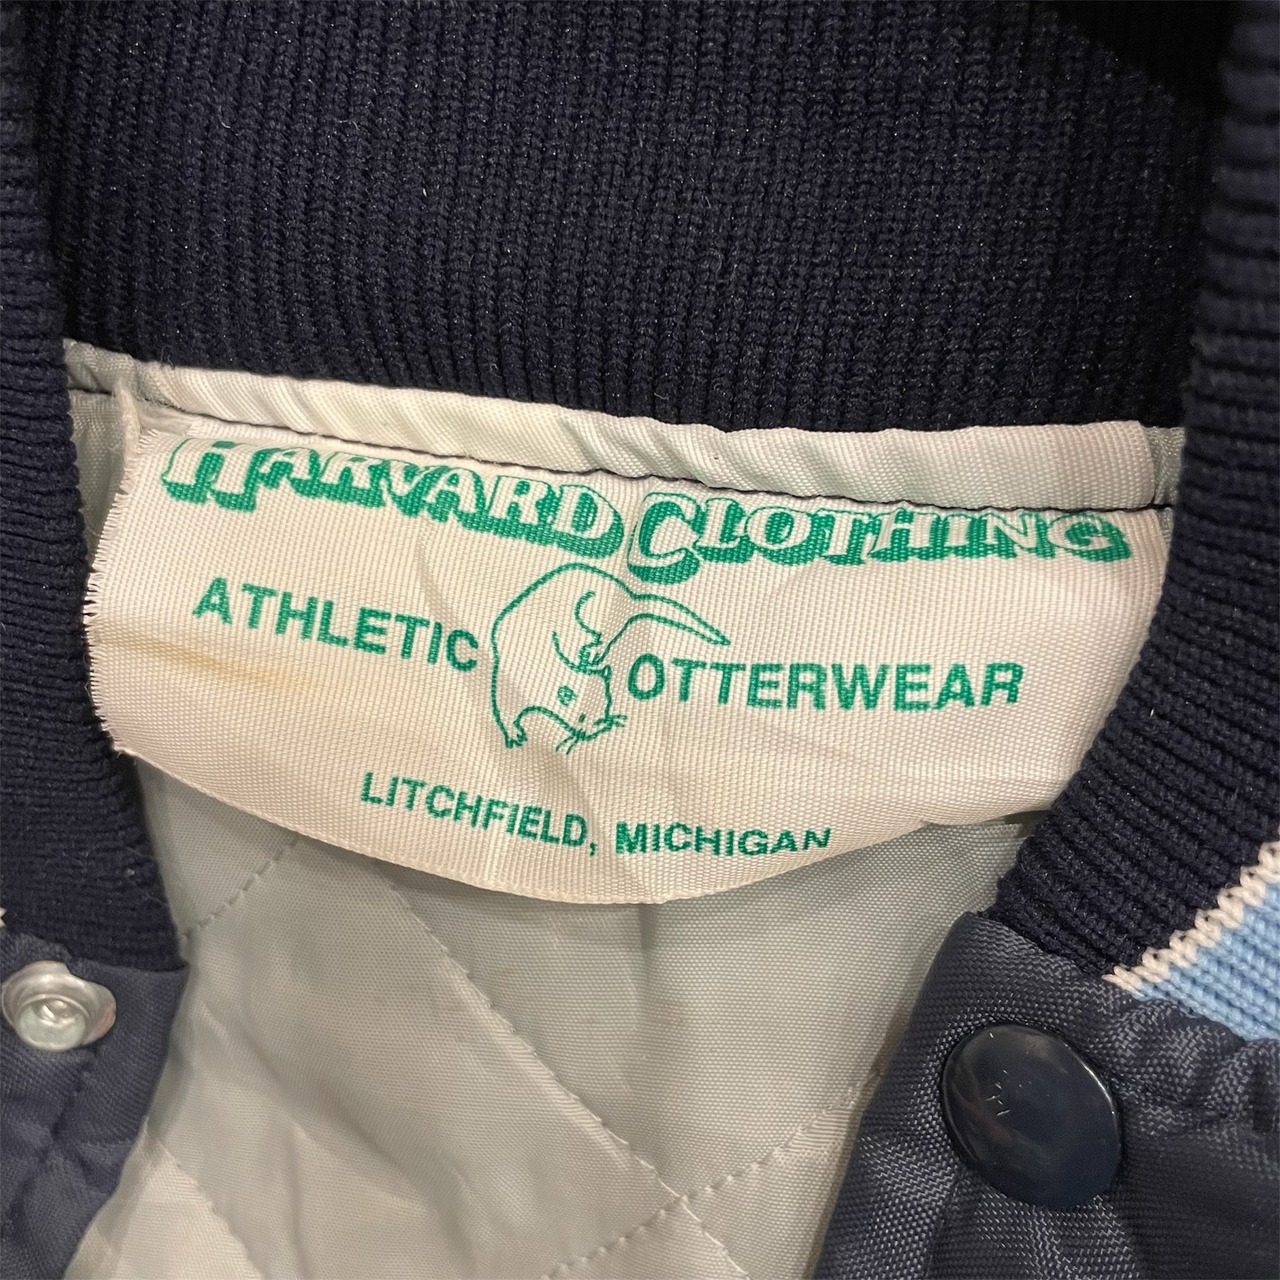 HARVARD CLOTHING
ATHLETIC OTTERWEAR
LITCHFIELD, MICHIGAN